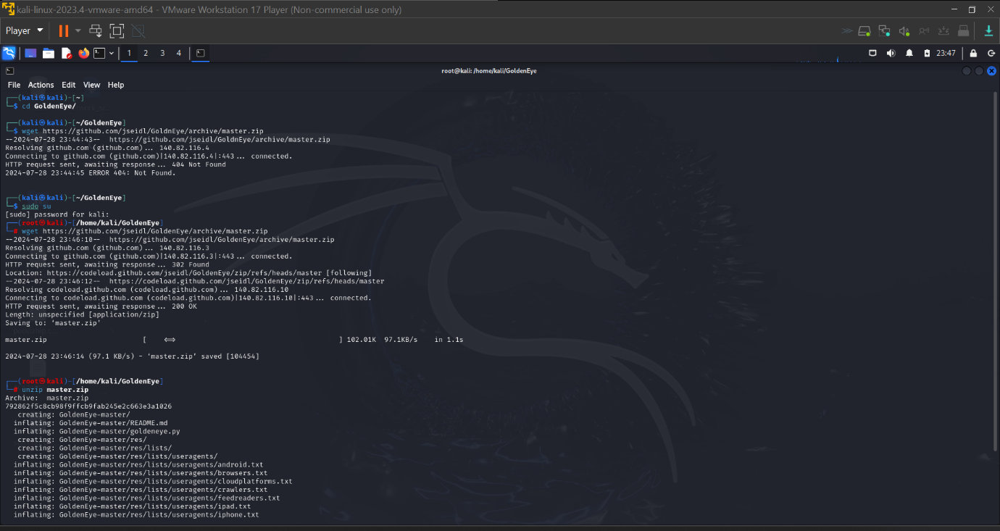 kali-linux-2023.4-vmware-amd64 - VMware Workstation 17 Player (Non-commercial use only)
Player
1 2 3 4
23:47
root@kali: /home/kali/GoldenEye
File Actions Edit View Help
┌──(kali㉿kali)-[~]
└─$ cd GoldenEye/
┌──(kali㉿kali)-[~/GoldenEye]
└─$ wget https://github.com/jseidl/GoldnEye/archive/master.zip
--2024-07-28 23:44:43-- https://github.com/jseidl/GoldnEye/archive/master.zip
Resolving github.com (github.com)... 140.82.116.4
Connecting to github.com (github.com)|140.82.116.4|:443... connected.
HTTP request sent, awaiting response... 404 Not Found
2024-07-28 23:44:45 ERROR 404: Not Found.
┌──(kali㉿kali)-[~/GoldenEye]
└─$ sudo su
[sudo] password for kali:
┌──(root㉿kali)-[/home/kali/GoldenEye]
└─# wget https://github.com/jseidl/GoldenEye/archive/master.zip
--2024-07-28 23:46:10-- https://github.com/jseidl/GoldenEye/archive/master.zip
Resolving github.com (github.com)... 140.82.116.3
Connecting to github.com (github.com)|140.82.116.3|:443... connected.
HTTP request sent, awaiting response... 302 Found
Location: https://codeload.github.com/jseidl/GoldenEye/zip/refs/heads/master [following]
--2024-07-28 23:46:12-- https://codeload.github.com/jseidl/GoldenEye/zip/refs/heads/master
Resolving codeload.github.com (codeload.github.com)... 140.82.116.10
Connecting to codeload.github.com (codeload.github.com)|140.82.116.10|:443... connected.
HTTP request sent, awaiting response... 200 OK
Length: unspecified [application/zip]
Saving to: ‘master.zip’
master.zip [ <=> ] 102.01K 97.1KB/s in 1.1s
2024-07-28 23:46:14 (97.1 KB/s) - ‘master.zip’ saved [104454]
┌──(root㉿kali)-[/home/kali/GoldenEye]
└─# unzip master.zip
Archive: master.zip
792862f5c8cb98f9ffcb9fab245e2c663e3a1026
creating: GoldenEye-master/
inflating: GoldenEye-master/README.md
inflating: GoldenEye-master/goldeneye.py
creating: GoldenEye-master/res/
creating: GoldenEye-master/res/lists/
creating: GoldenEye-master/res/lists/useragents/
inflating: GoldenEye-master/res/lists/useragents/android.txt
inflating: GoldenEye-master/res/lists/useragents/browsers.txt
inflating: GoldenEye-master/res/lists/useragents/cloudplatforms.txt
inflating: GoldenEye-master/res/lists/useragents/crawlers.txt
inflating: GoldenEye-master/res/lists/useragents/feedreaders.txt
inflating: GoldenEye-master/res/lists/useragents/ipad.txt
inflating: GoldenEye-master/res/lists/useragents/iphone.txt